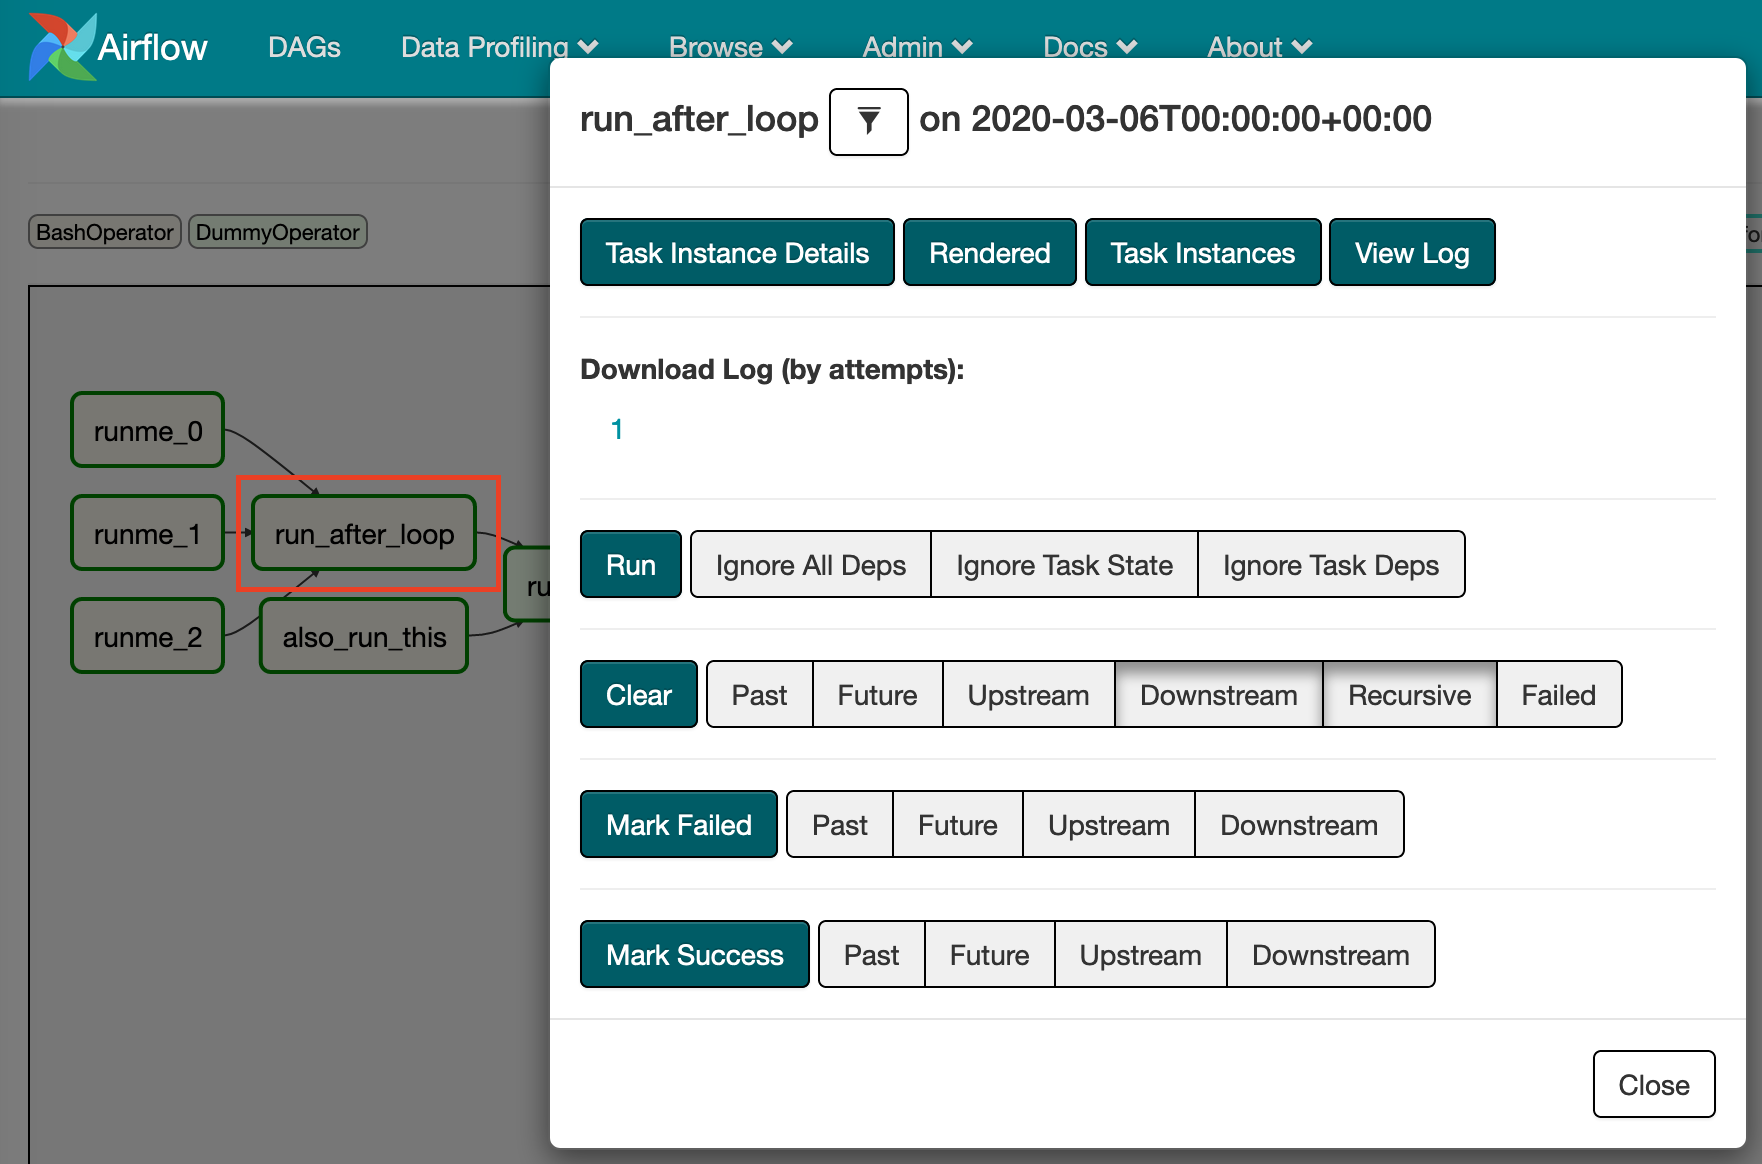 Airflow DAGs Data Profiling Browse Admin Docs About
run_after_loop on 2020-03-06T00:00:00+00:00
BashOperator DummyOperator
Task Instance Details Rendered Task Instances View Log
Download Log (by attempts):
1
runme_0
runme_1 run_after_loop
runme_2 also_run_this
Run Ignore All Deps Ignore Task State Ignore Task Deps
Clear Past Future Upstream Downstream Recursive Failed
Mark Failed Past Future Upstream Downstream
Mark Success Past Future Upstream Downstream
Close